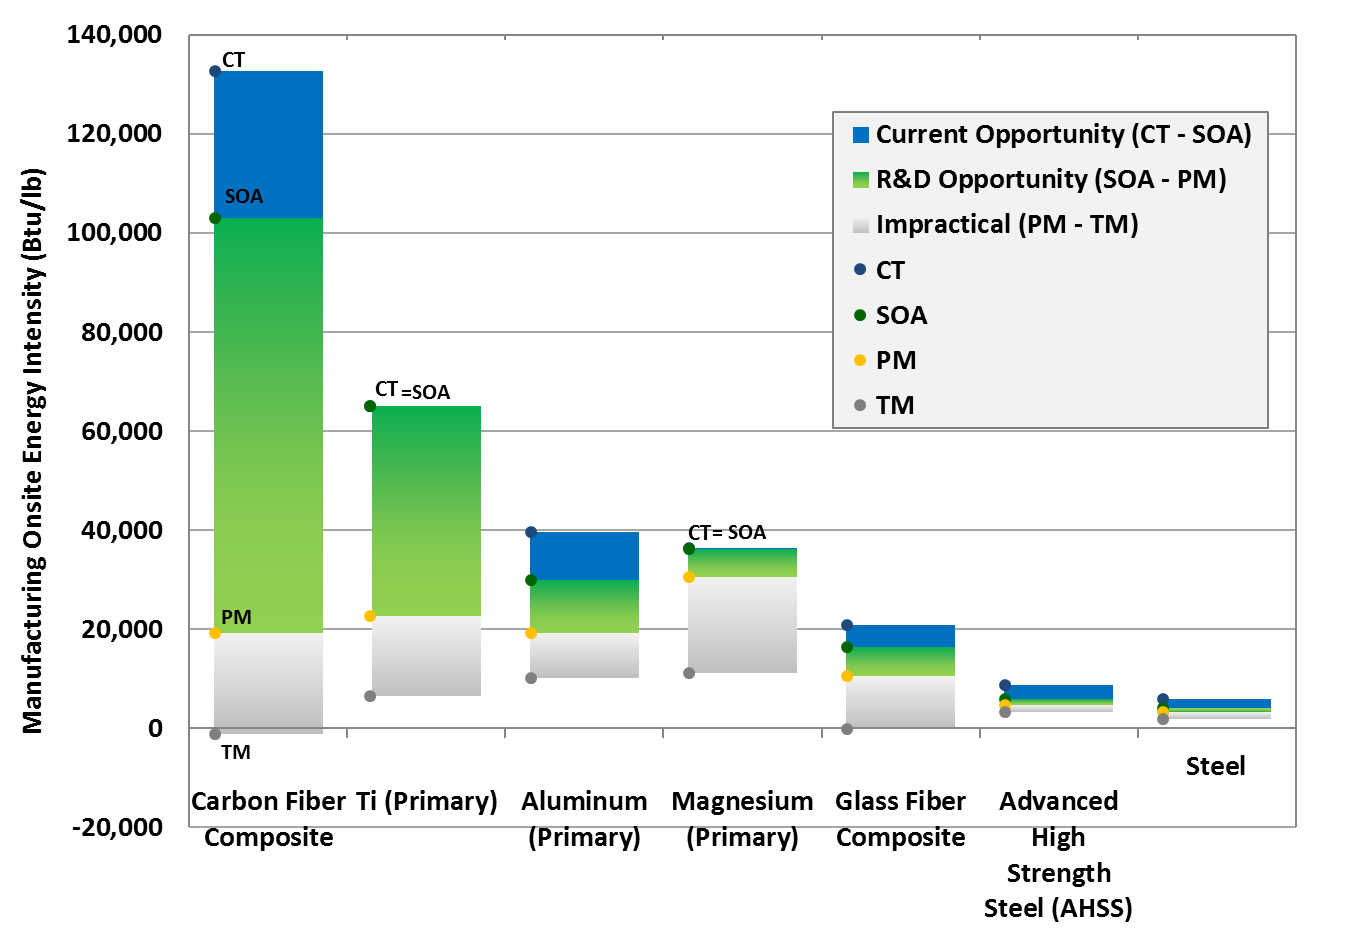 140,000
120,000
100,000
80,000
60,000
40,000
20,000
0
-20,000
Manufacturing Onsite Energy Intensity (Btu/lb)
CT
SOA
PM
TM
CT =SOA
CT= SOA
Current Opportunity (CT - SOA)
R&D Opportunity (SOA - PM)
Impractical (PM - TM)
CT
SOA
PM
TM
Carbon Fiber
Composite
Ti (Primary)
Aluminum
(Primary)
Magnesium
(Primary)
Glass Fiber
Composite
Advanced
High
Strength
Steel (AHSS)
Steel